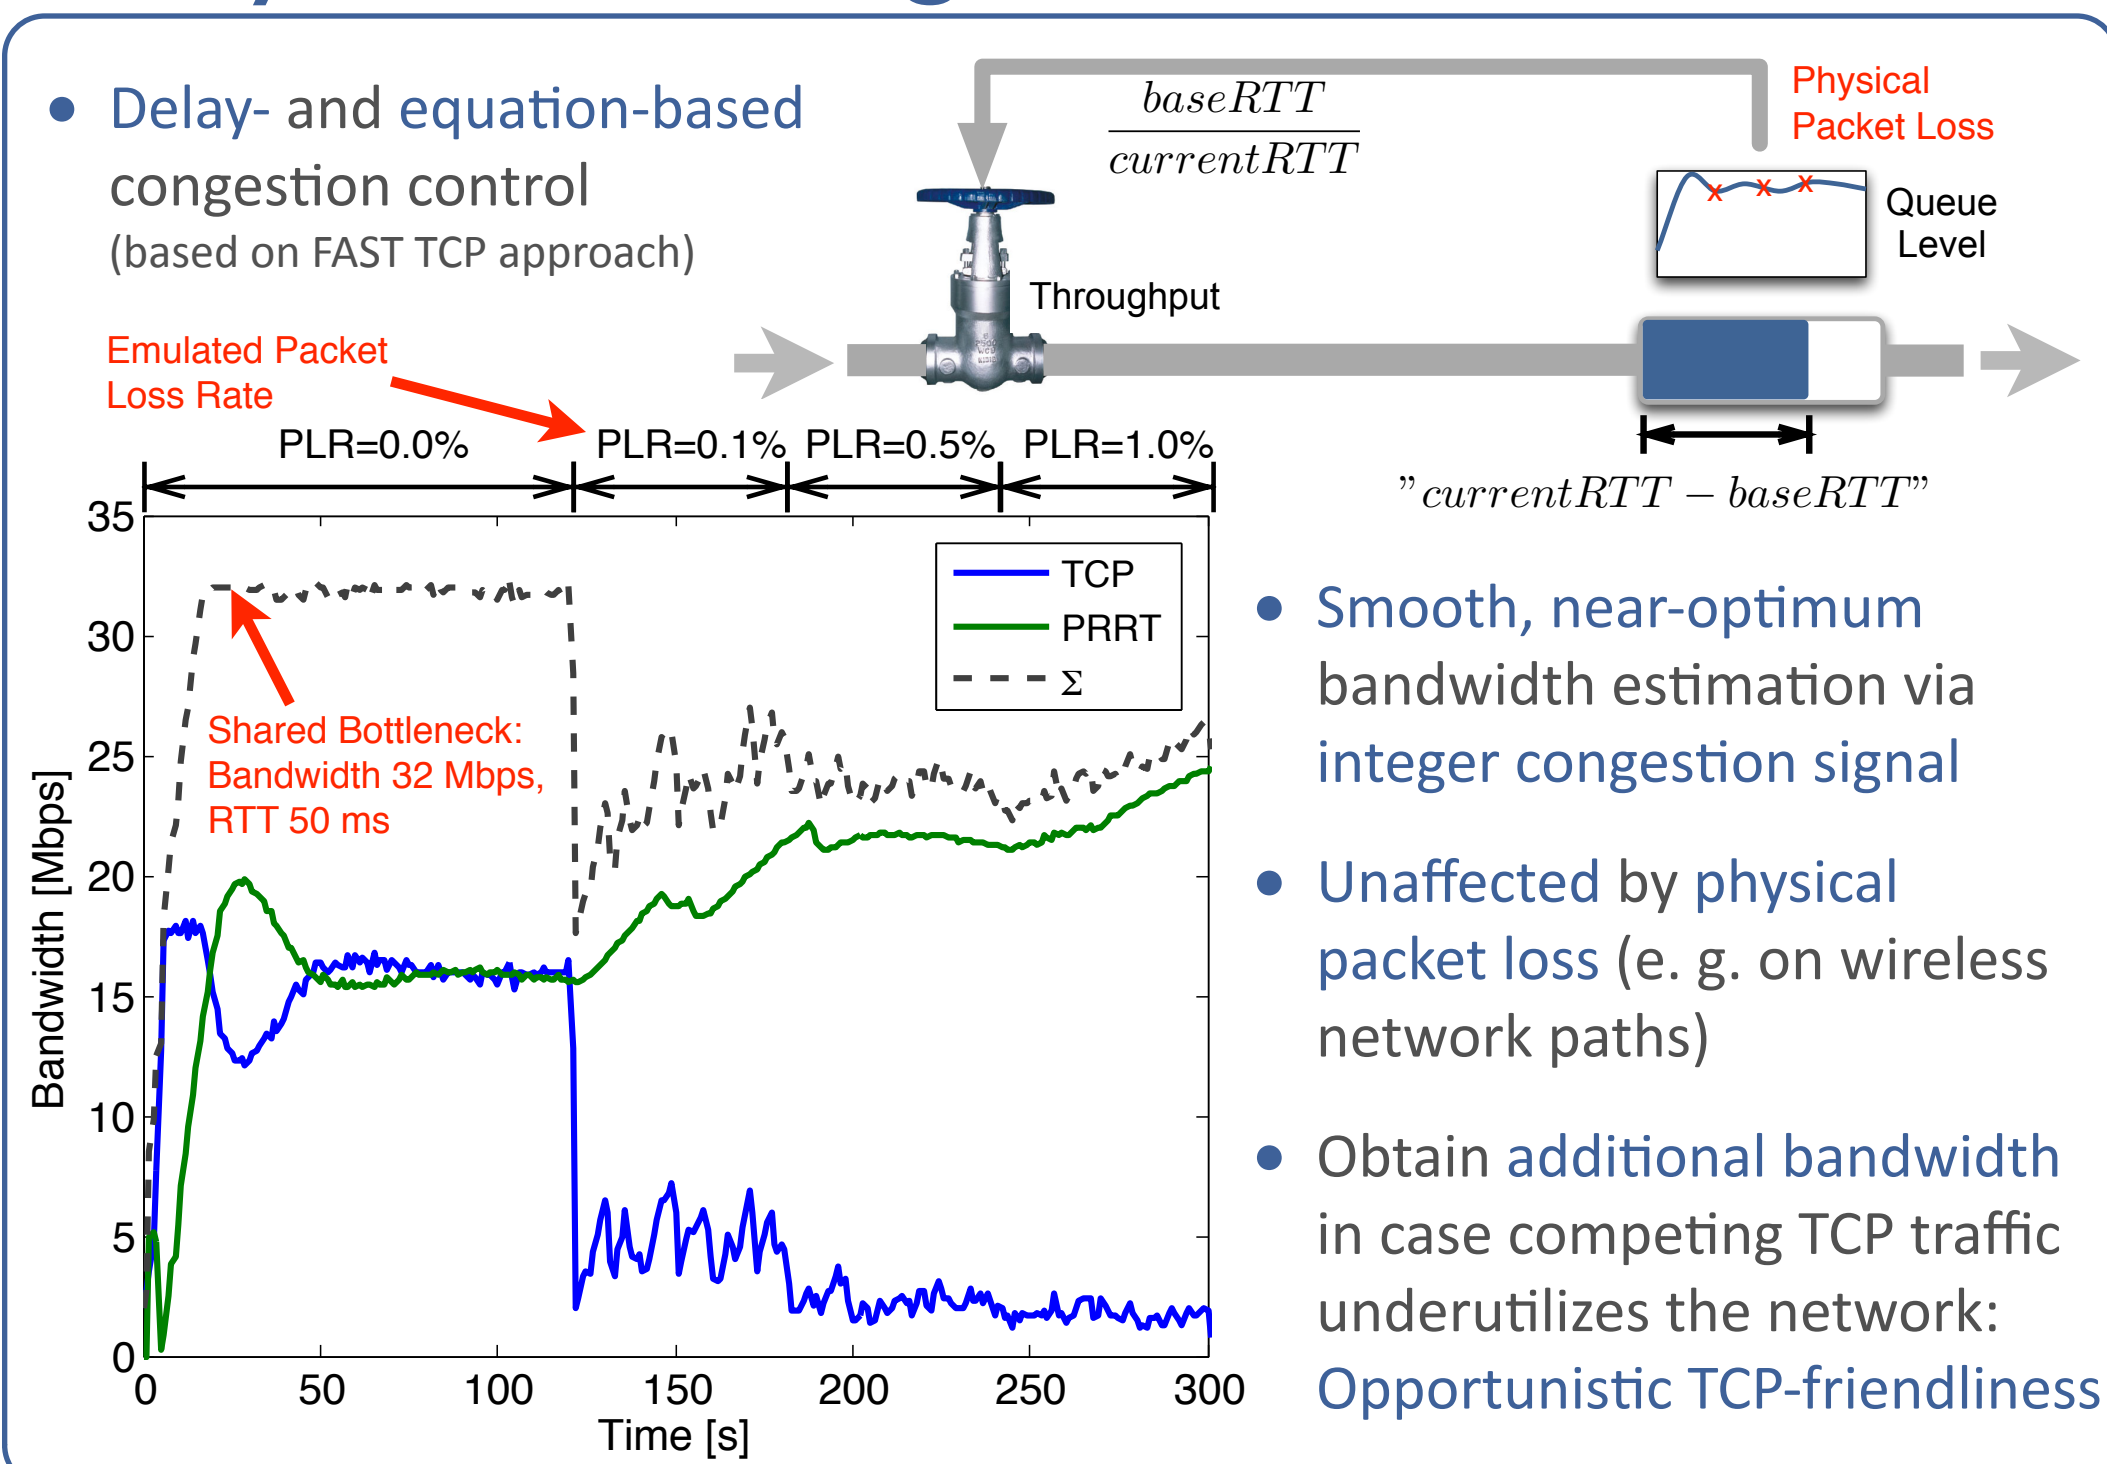 ● Delay- and equation-based
congestion control
(based on FAST TCP approach)
baseRTT
currentRTT
Physical
Packet Loss
x x x
Queue
Level
Throughput
Emulated Packet
Loss Rate
"currentRTT – baseRTT"
PLR=0.0% PLR=0.1% PLR=0.5% PLR=1.0%
35
30
25
20
15
10
5
0
Bandwidth [Mbps]
TCP
PRRT
Σ
Shared Bottleneck:
Bandwidth 32 Mbps,
RTT 50 ms
0 50 100 150 200 250 300
Time [s]
● Smooth, near-optimum
bandwidth estimation via
integer congestion signal
● Unaffected by physical
packet loss (e. g. on wireless
network paths)
● Obtain additional bandwidth
in case competing TCP traffic
underutilizes the network:
Opportunistic TCP-friendliness